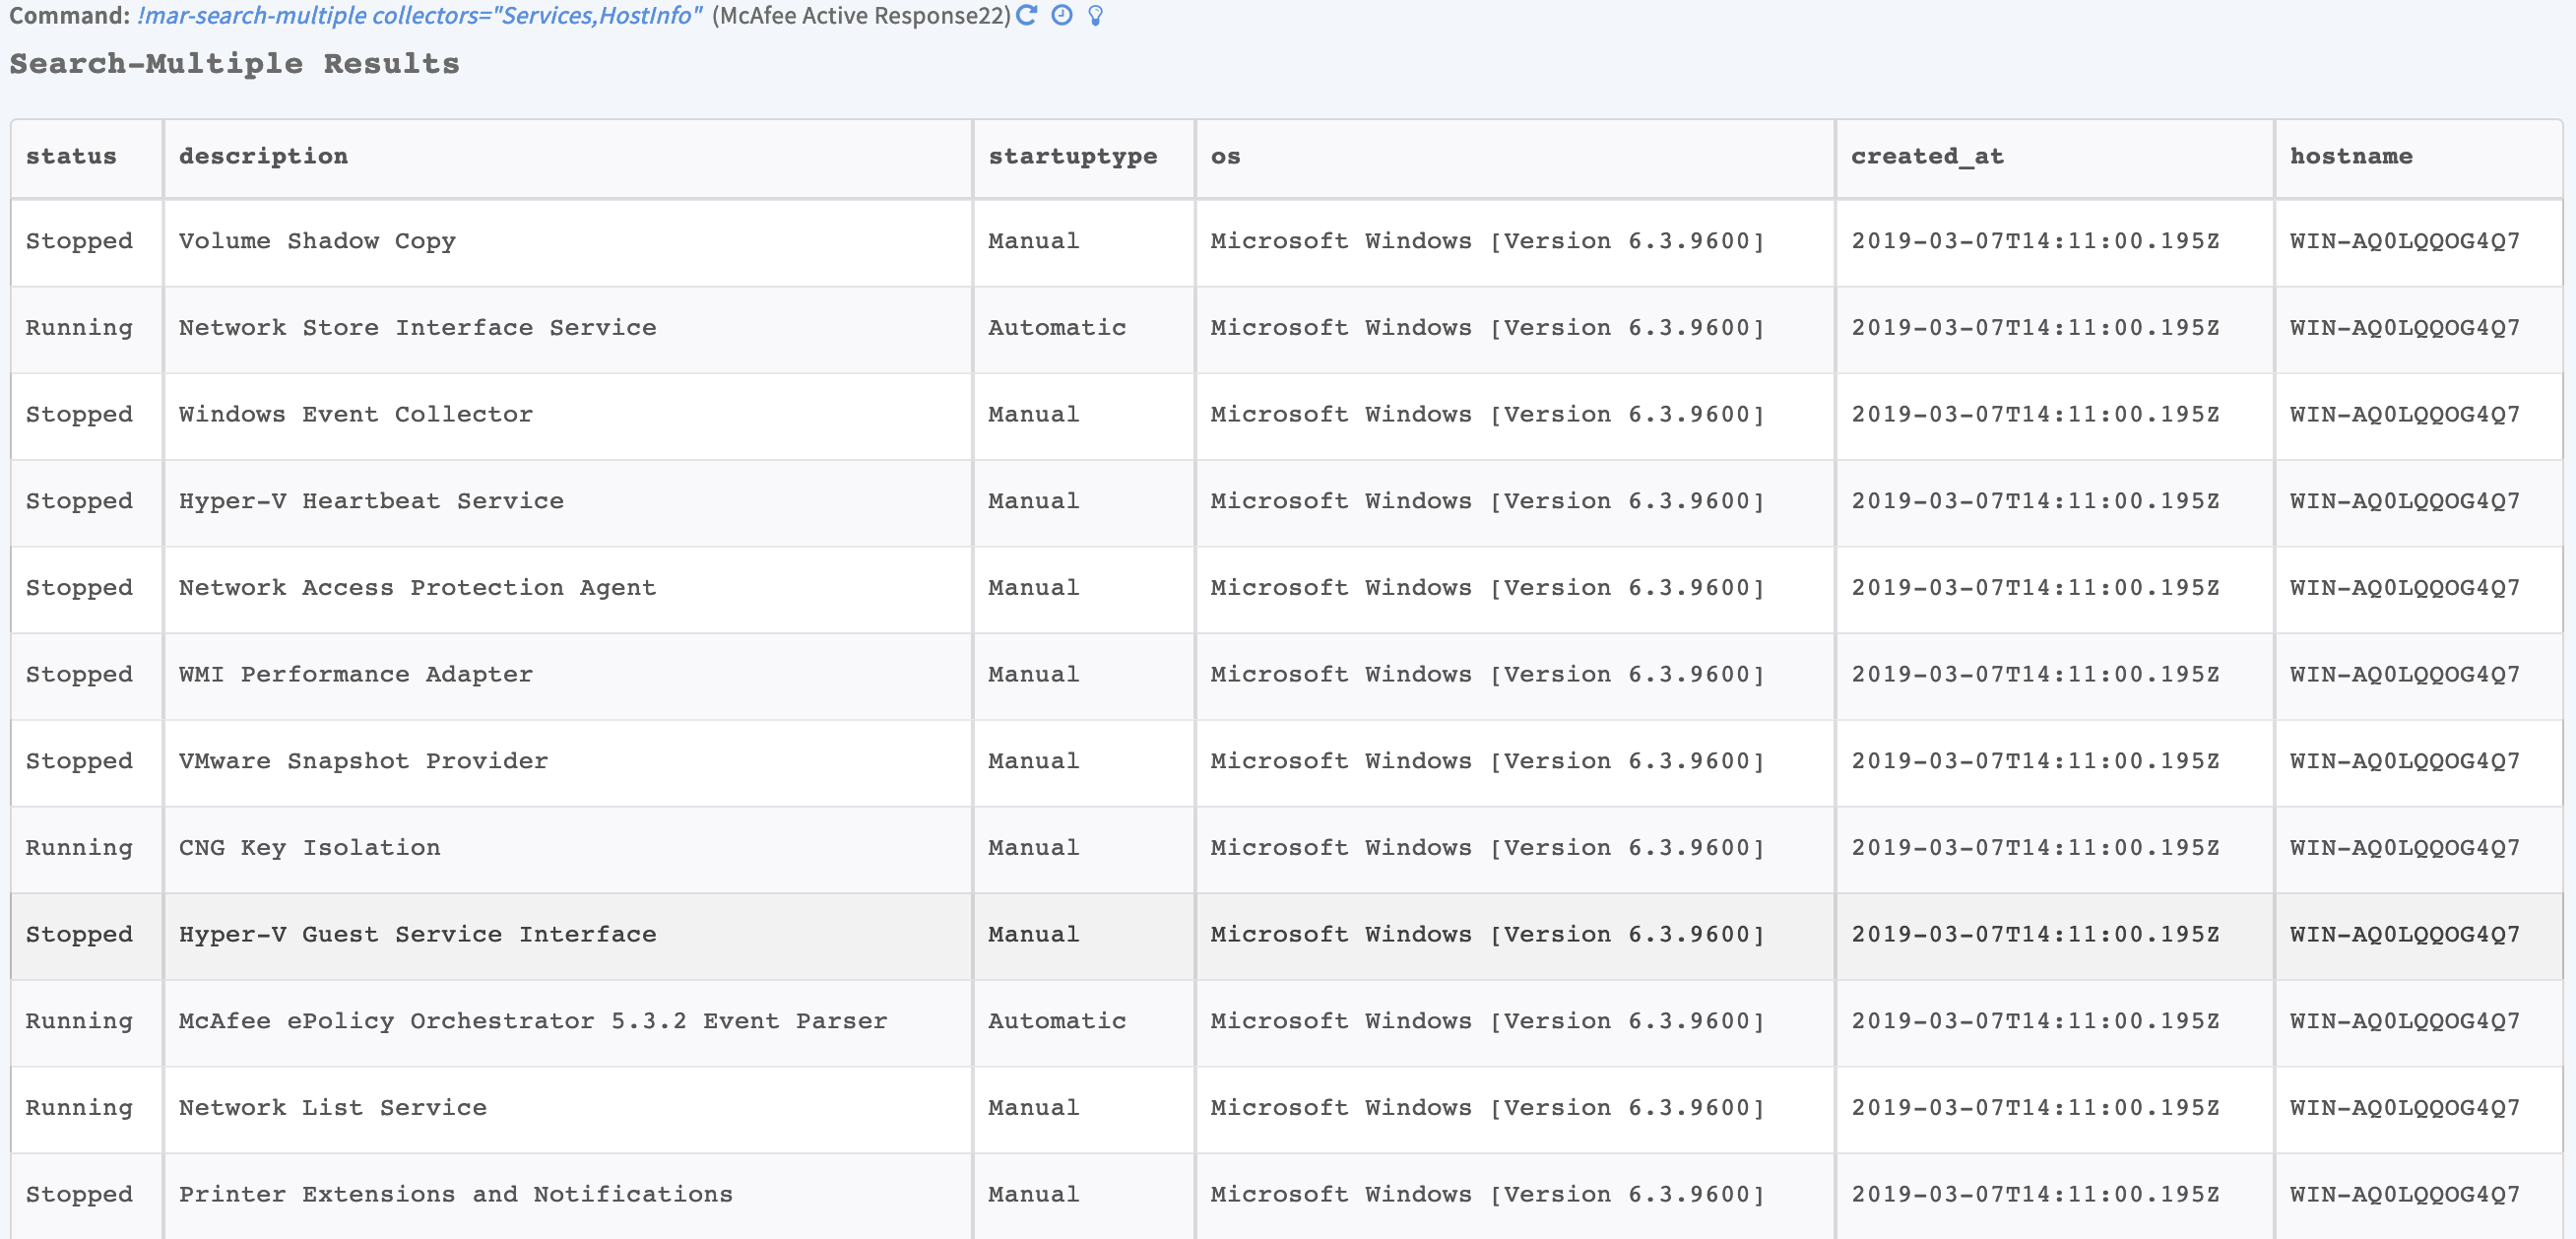 Command: !mar-search-multiple collectors="Services,HostInfo" (McAfee Active Response22)
Search-Multiple Results
status description startuptype os created_at hostname
Stopped Volume Shadow Copy Manual Microsoft Windows [Version 6.3.9600] 2019-03-07T14:11:00.195Z WIN-AQ0LQQOG4Q7
Running Network Store Interface Service Automatic Microsoft Windows [Version 6.3.9600] 2019-03-07T14:11:00.195Z WIN-AQ0LQQOG4Q7
Stopped Windows Event Collector Manual Microsoft Windows [Version 6.3.9600] 2019-03-07T14:11:00.195Z WIN-AQ0LQQOG4Q7
Stopped Hyper-V Heartbeat Service Manual Microsoft Windows [Version 6.3.9600] 2019-03-07T14:11:00.195Z WIN-AQ0LQQOG4Q7
Stopped Network Access Protection Agent Manual Microsoft Windows [Version 6.3.9600] 2019-03-07T14:11:00.195Z WIN-AQ0LQQOG4Q7
Stopped WMI Performance Adapter Manual Microsoft Windows [Version 6.3.9600] 2019-03-07T14:11:00.195Z WIN-AQ0LQQOG4Q7
Stopped VMware Snapshot Provider Manual Microsoft Windows [Version 6.3.9600] 2019-03-07T14:11:00.195Z WIN-AQ0LQQOG4Q7
Running CNG Key Isolation Manual Microsoft Windows [Version 6.3.9600] 2019-03-07T14:11:00.195Z WIN-AQ0LQQOG4Q7
Stopped Hyper-V Guest Service Interface Manual Microsoft Windows [Version 6.3.9600] 2019-03-07T14:11:00.195Z WIN-AQ0LQQOG4Q7
Running McAfee ePolicy Orchestrator 5.3.2 Event Parser Automatic Microsoft Windows [Version 6.3.9600] 2019-03-07T14:11:00.195Z WIN-AQ0LQQOG4Q7
Running Network List Service Manual Microsoft Windows [Version 6.3.9600] 2019-03-07T14:11:00.195Z WIN-AQ0LQQOG4Q7
Stopped Printer Extensions and Notifications Manual Microsoft Windows [Version 6.3.9600] 2019-03-07T14:11:00.195Z WIN-AQ0LQQOG4Q7